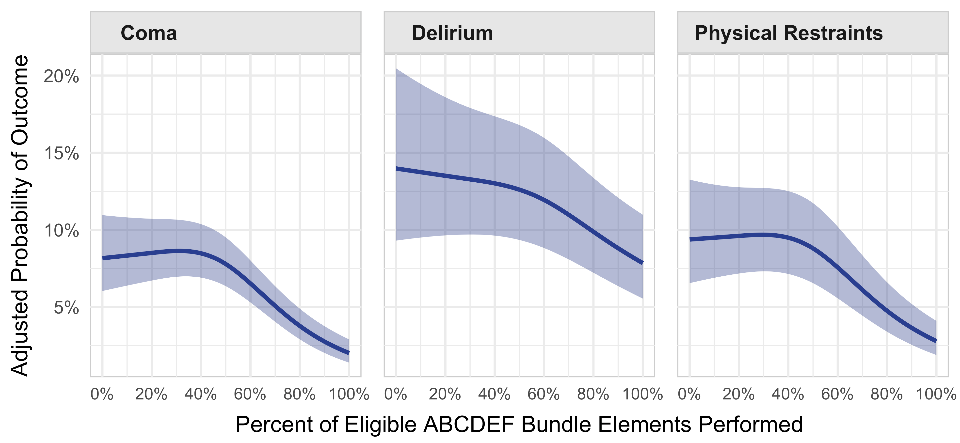 Coma Delirium Physical Restraints
Adjusted Probability of Outcome
20%
15%
10%
5%
0% 20% 40% 60% 80% 100% 0% 20% 40% 60% 80% 100% 0% 20% 40% 60% 80% 100%
Percent of Eligible ABCDEF Bundle Elements Performed